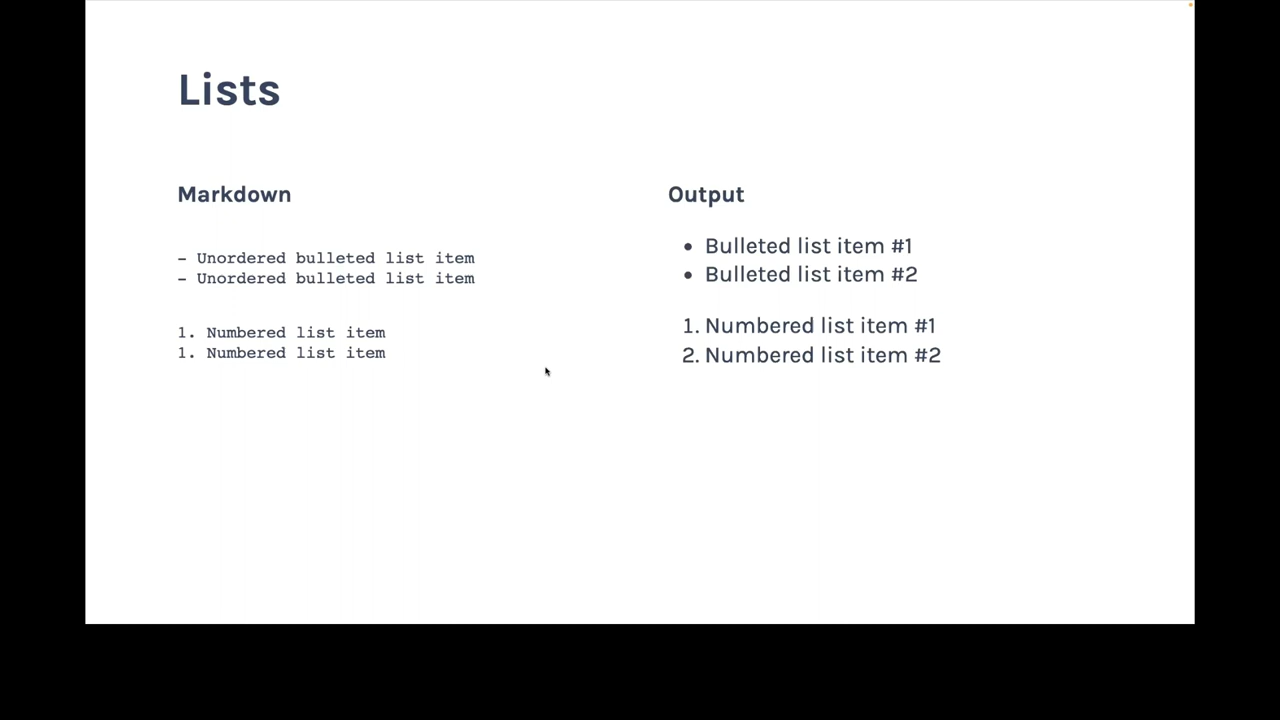 Lists
Markdown
- Unordered bulleted list item
- Unordered bulleted list item
1. Numbered list item
1. Numbered list item
Output
• Bulleted list item #1
• Bulleted list item #2
1. Numbered list item #1
2. Numbered list item #2